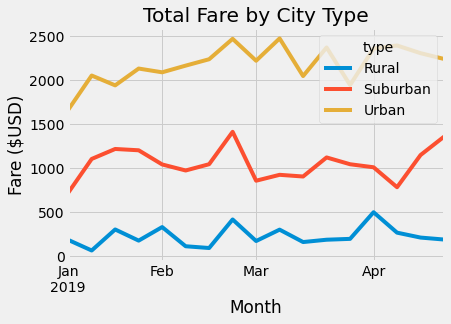 Total Fare by City Type
Fare ($USD)
2500
2000
1500
1000
500
0
type
Rural
Suburban
Urban
Jan
2019
Feb
Mar
Apr
Month